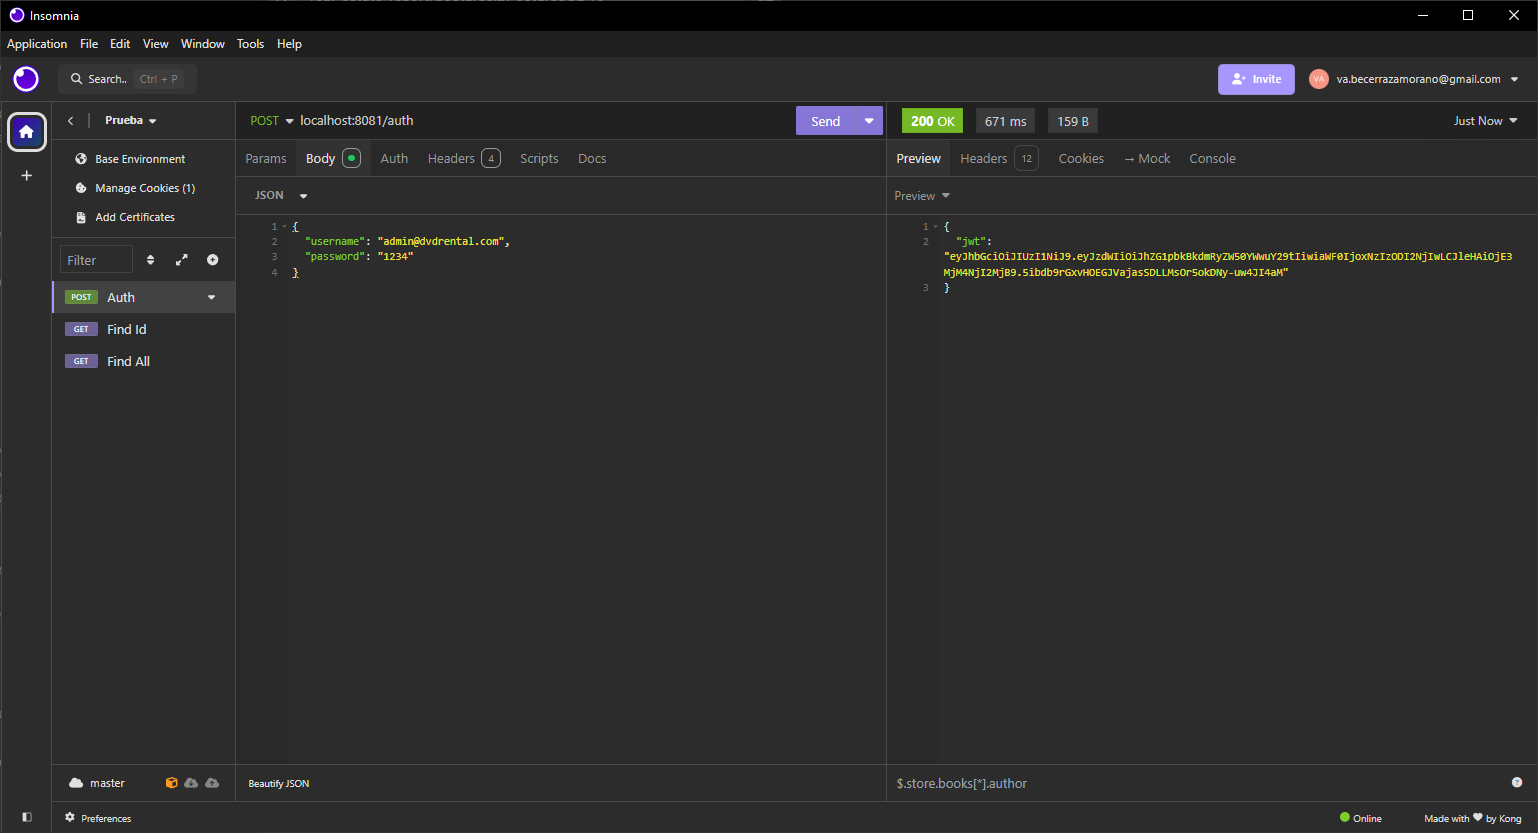 Insomnia
Application File Edit View Window Tools Help
Search.. Ctrl + P
Invite
VA va.becerrazamorano@gmail.com
Prueba
POST localhost:8081/auth
Send
200 OK 671 ms 159 B
Just Now
Base Environment
Manage Cookies (1)
Add Certificates
Params Body Auth Headers 4 Scripts Docs
Preview Headers 12 Cookies → Mock Console
JSON
Preview
Filter
POST Auth
GET Find Id
GET Find All
1 {
2 "username": "admin@dvdrental.com",
3 "password": "1234"
4 }
1 {
2 "jwt":
"eyJhbGciOiJIUzI1NiJ9.eyJzdWIiOiJhZG1pbkBkdmRyZW50YWwuY29tIiwiaWF0IjoxNzIzODI2NjIwLCJleHAiOjE3
MjM4NjI2MjB9.5ibdb9rGxvHOEGJVajasSDLLMsOr5okDNy-uw4JI4aM"
3 }
master
Beautify JSON
$.store.books[*].author
Preferences
Online
Made with ♥ by Kong